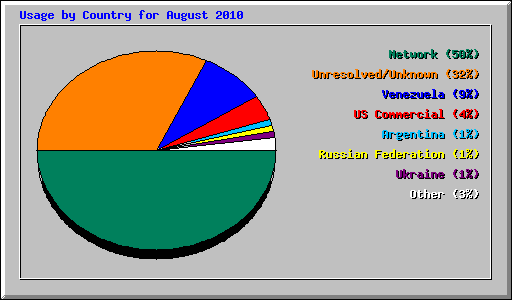 Usage by Country for August 2010
Network (50%)
Unresolved/Unknown (32%)
Venezuela (9%)
US Commercial (4%)
Argentina (1%)
Russian Federation (1%)
Ukraine (1%)
Other (3%)